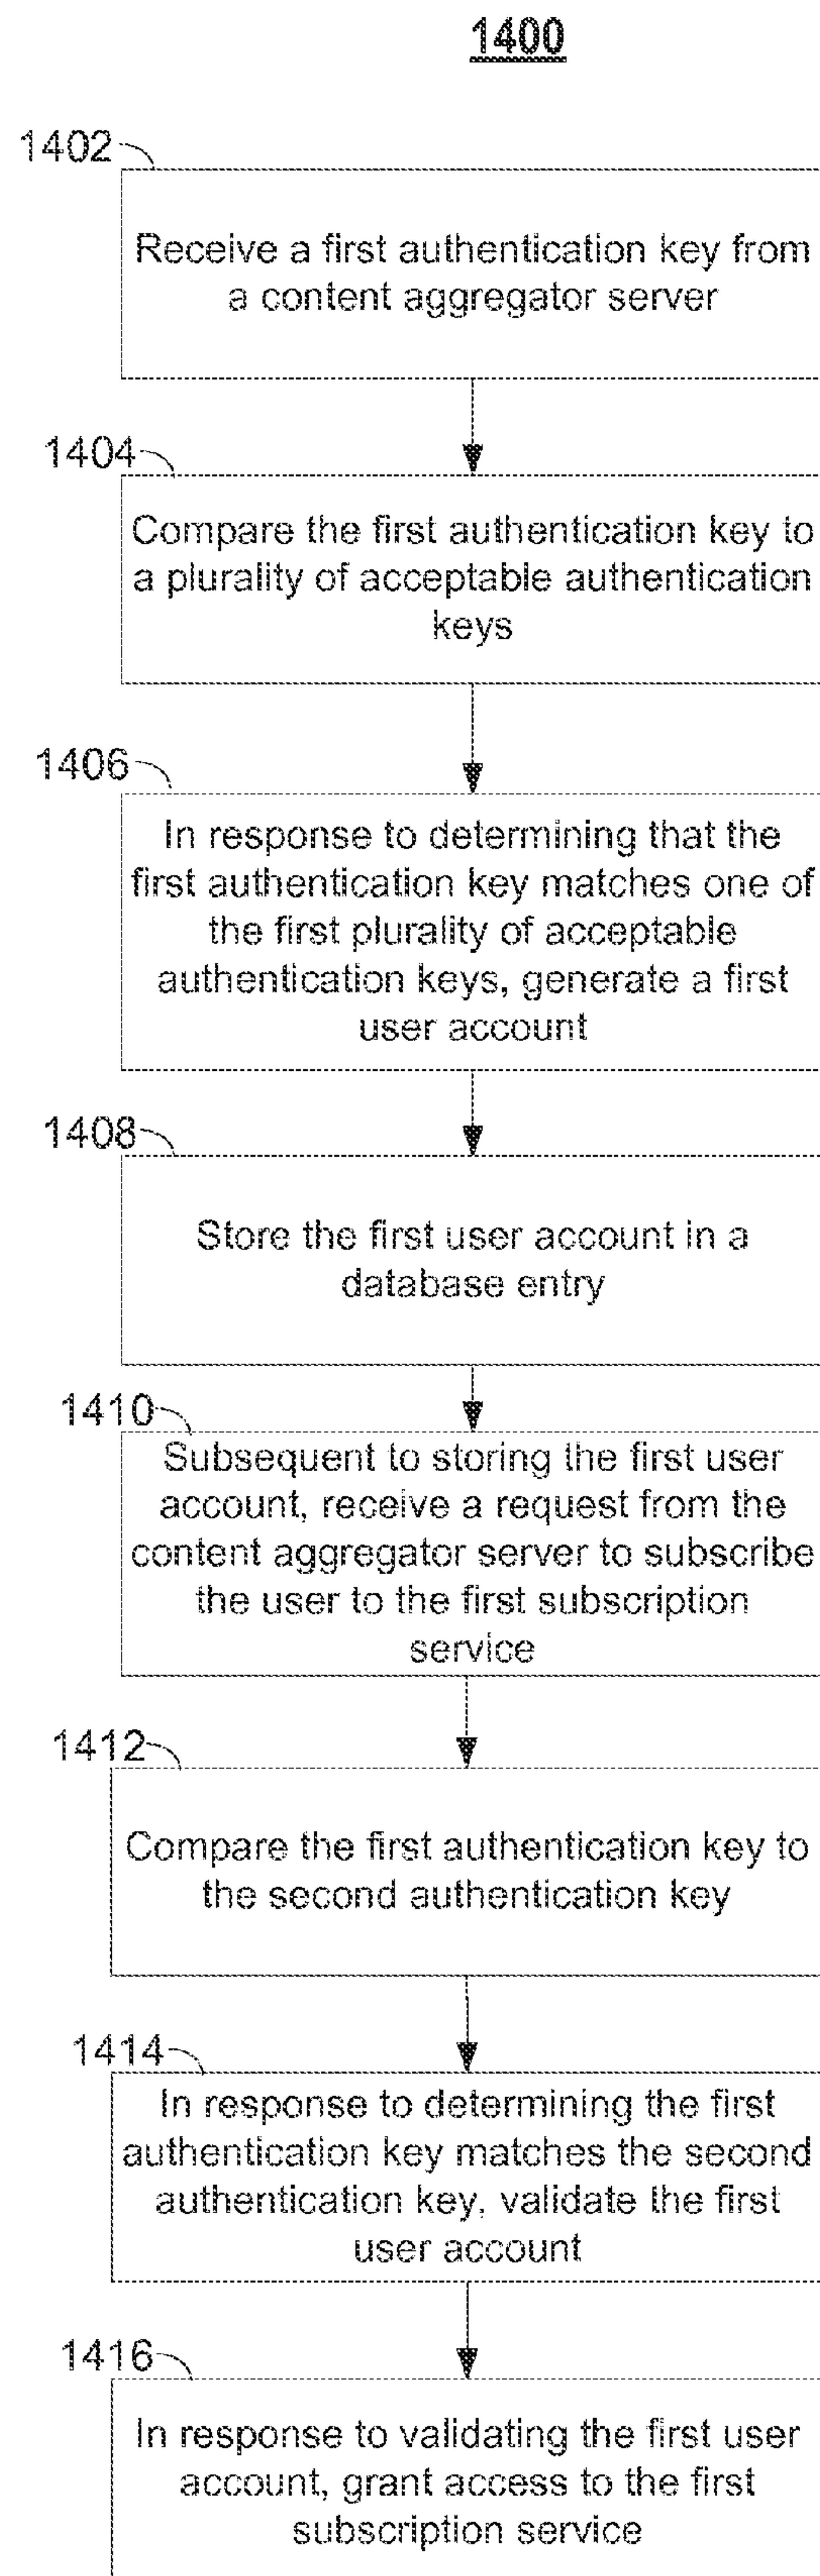 1400
1402
Receive a first authentication key from
a content aggregator server
1404
Compare the first authentication key to
a plurality of acceptable authentication
keys
1406
In response to determining that the
first authentication key matches one of
the first plurality of acceptable
authentication keys, generate a first
user account
1408
Store the first user account in a
database entry
1410
Subsequent to storing the first user
account, receive a request from the
content aggregator server to subscribe
the user to the first subscription
service
1412
Compare the first authentication key to
the second authentication key
1414
In response to determining the first
authentication key matches the second
authentication key, validate the first
user account
1416
In response to validating the first user
account, grant access to the first
subscription service